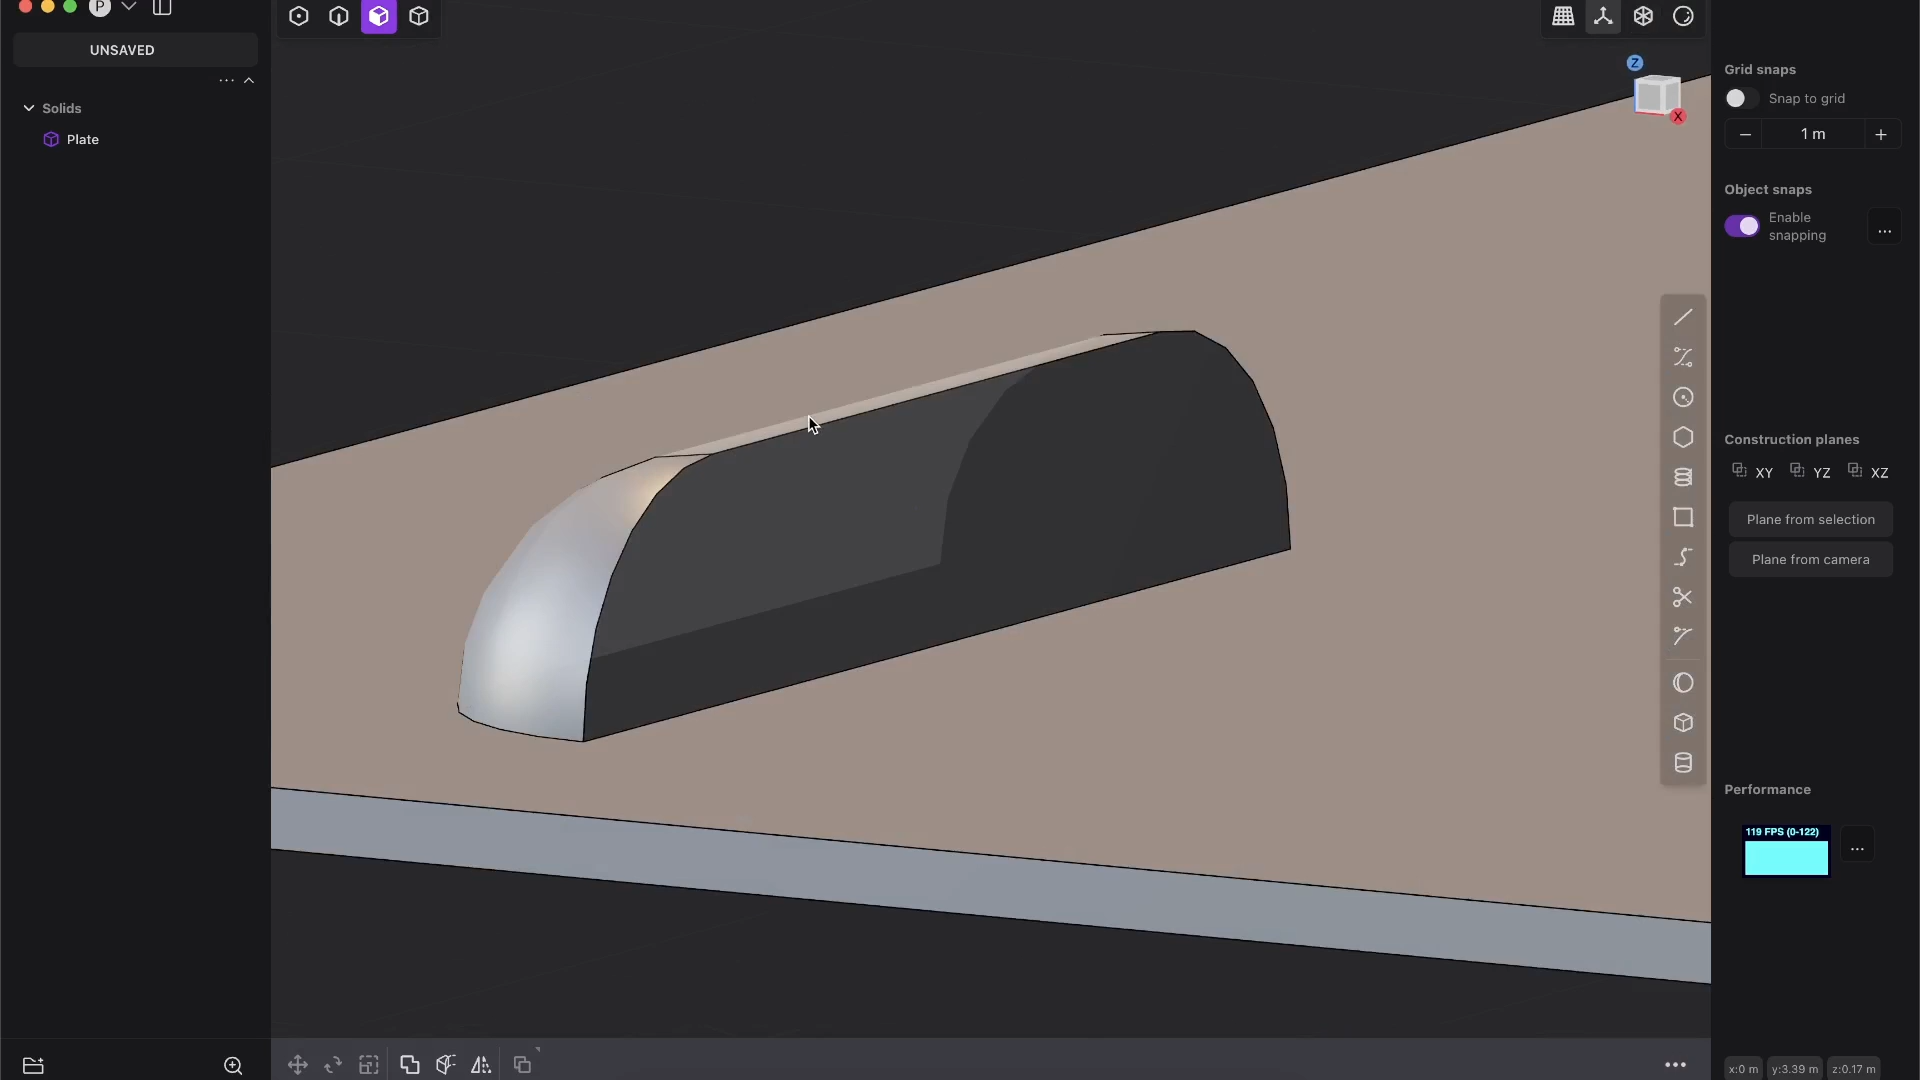 P
UNSAVED
...
Solids
Plate
Z
X
Grid snaps
Snap to grid
− 1 m +
Object snaps
Enable
snapping
...
Construction planes
XY YZ XZ
Plane from selection
Plane from camera
Performance
119 FPS (0-122)
...
x:0 m y:3.39 m z:0.17 m